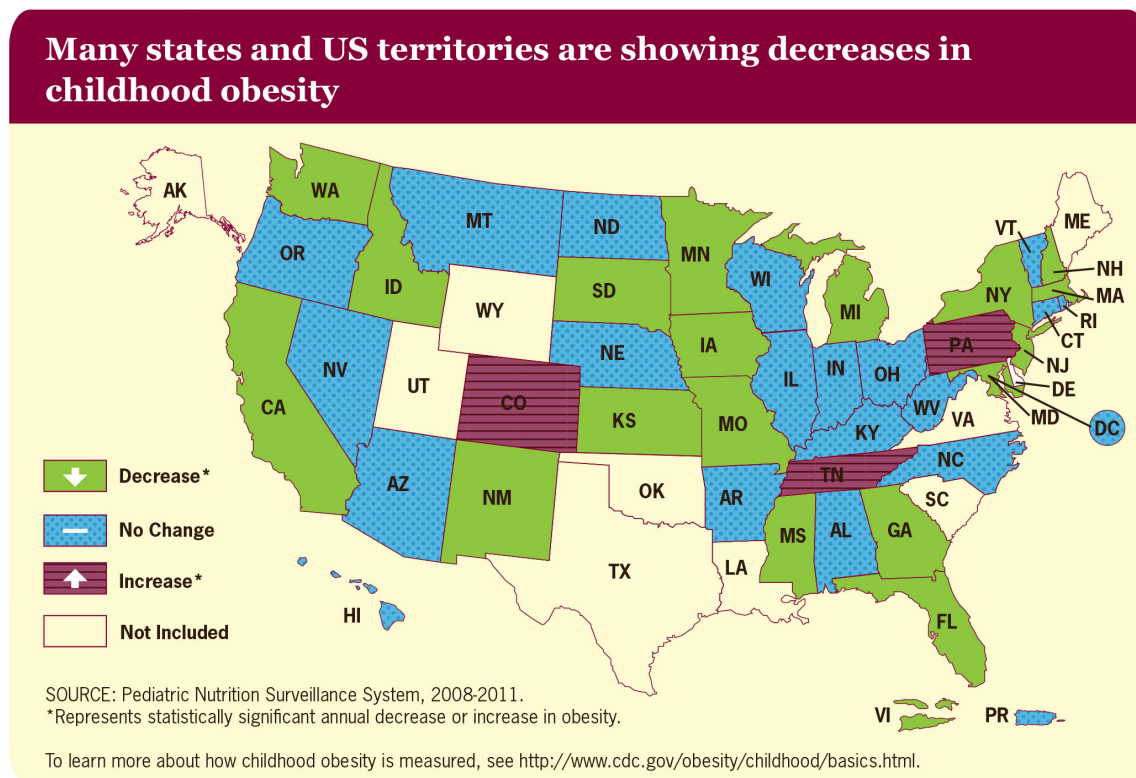 Many states and US territories are showing decreases in
childhood obesity
AK
WA
MT
ND
MN
VT
ME
OR
ID
SD
WI
NH
WY
MI
NY
MA
RI
CT
NE
IA
PA
NJ
NV
UT
CO
IL
IN
OH
DE
CA
KS
MO
WV
MD
VA
KY
DC
AZ
NM
OK
AR
TN
NC
SC
MS
AL
GA
TX
LA
HI
FL
VI
PR
Decrease*
No Change
Increase*
Not Included
SOURCE: Pediatric Nutrition Surveillance System, 2008-2011.
*Represents statistically significant annual decrease or increase in obesity.
To learn more about how childhood obesity is measured, see http://www.cdc.gov/obesity/childhood/basics.html.